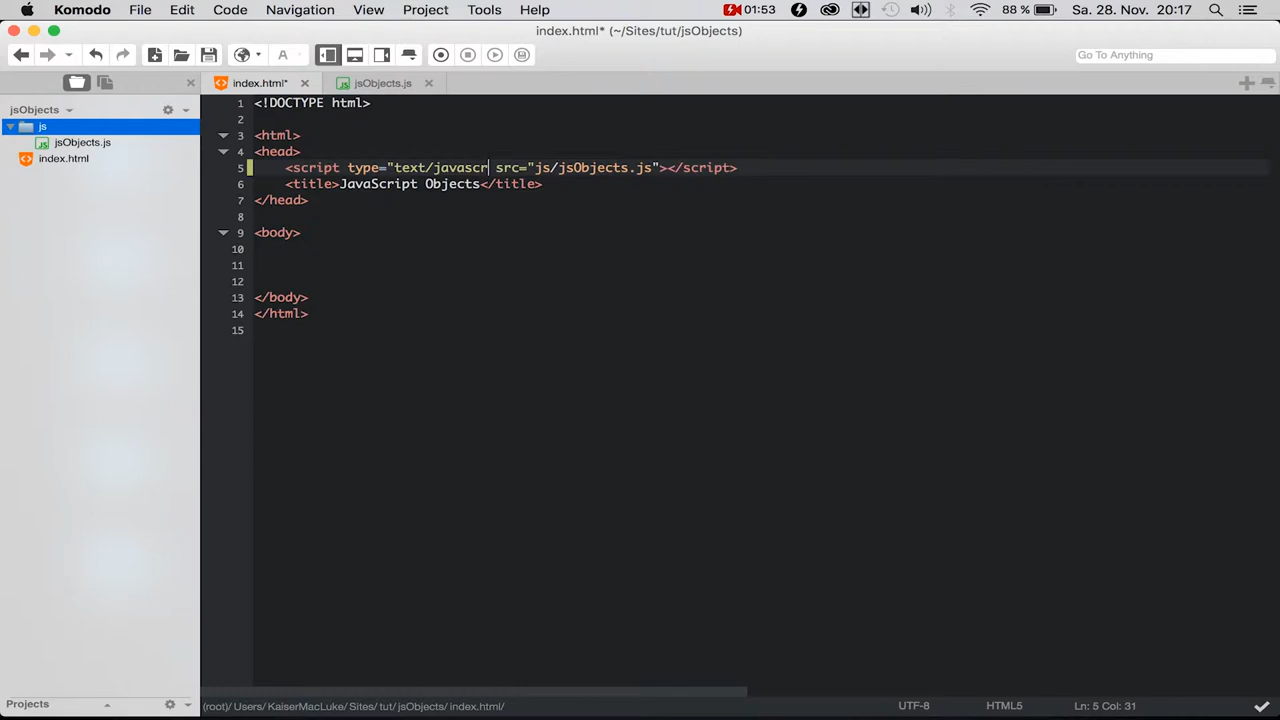 Komodo File Edit Code Navigation View Project Tools Help 01:53 88 % Sa. 28. Nov. 20:17
index.html* (~/Sites/tut/jsObjects)
Go To Anything
index.html* jsObjects.js
jsObjects
js
jsObjects.js
index.html
1 <!DOCTYPE html>
2
3 <html>
4 <head>
5 <script type="text/javascr src="js/jsObjects.js"></script>
6 <title>JavaScript Objects</title>
7 </head>
8
9 <body>
10
11
12
13 </body>
14 </html>
15
Projects
(root)/ Users/ KaiserMacLuke/ Sites/ tut/ jsObjects/ index.html/ UTF-8 HTML5 Ln: 5 Col: 31